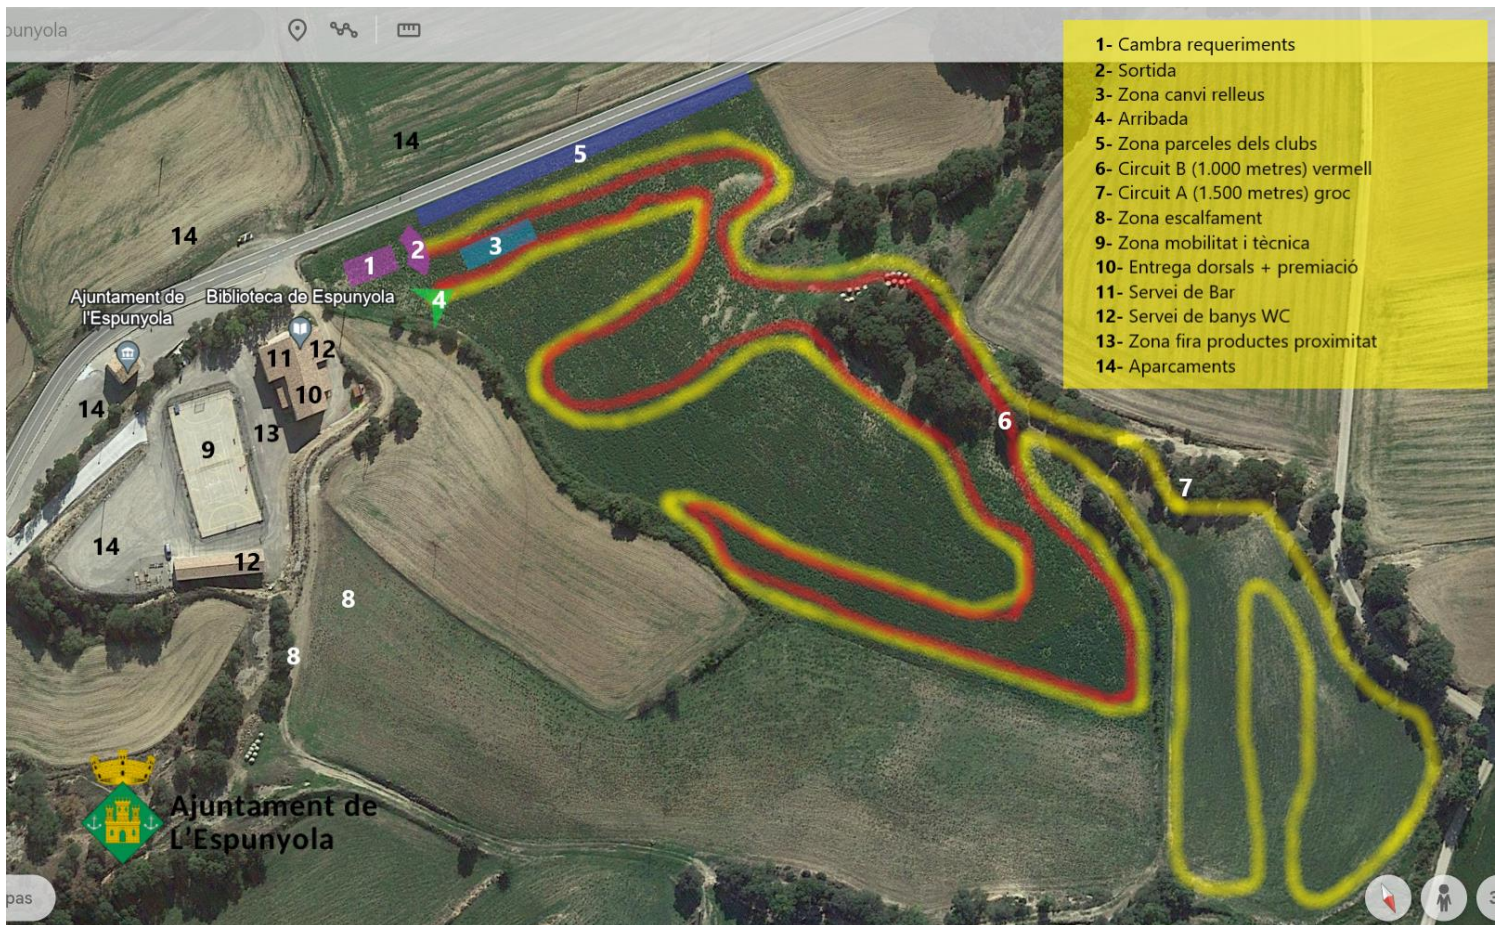 punyola
1- Cambra requeriments
2- Sortida
3- Zona canvi relleus
4- Arribada
5- Zona parceles dels clubs
6- Circuit B (1.000 metres) vermell
7- Circuit A (1.500 metres) groc
8- Zona escalfament
9- Zona mobilitat i tècnica
10- Entrega dorsals + premiació
11- Servei de Bar
12- Servei de banys WC
13- Zona fira productes proximitat
14- Aparcaments
14
5
14
2
3
1
Ajuntament de
l'Espunyola
Biblioteca de Espunyola
4
11
12
10
14
13
9
6
7
14
12
8
8
Ajuntament de
L'Espunyola
pas
3